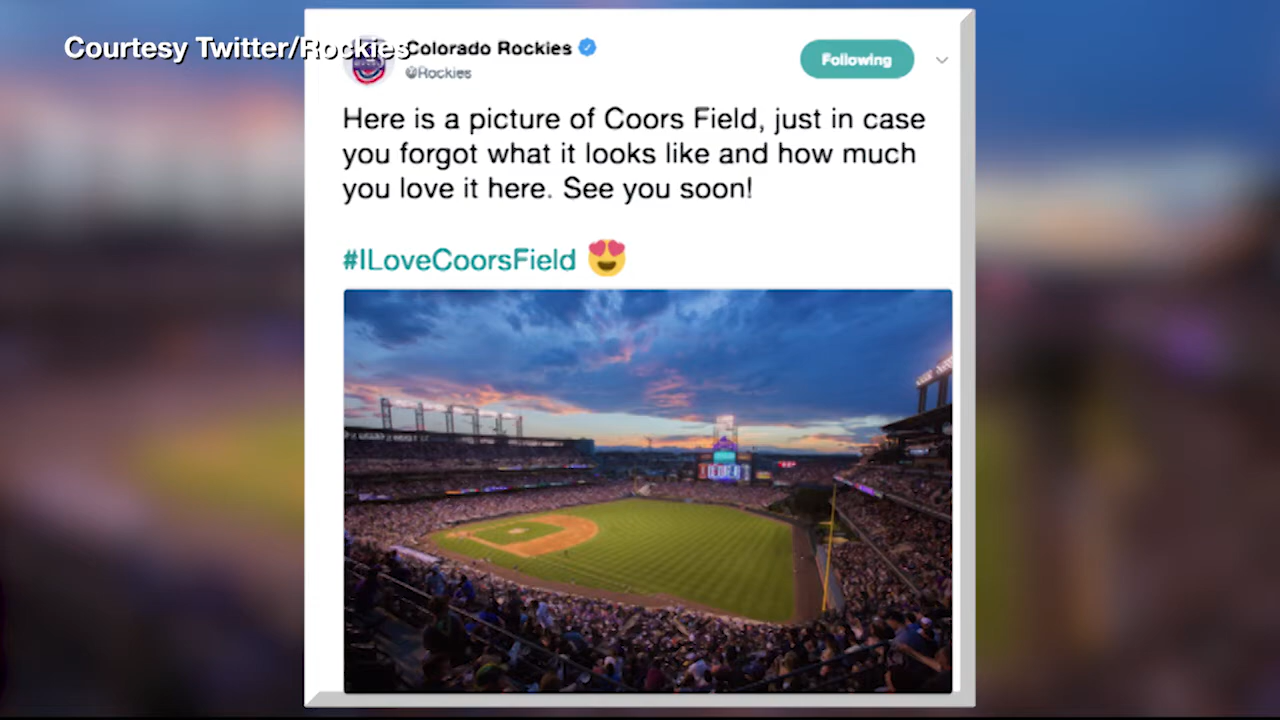 Courtesy Twitter/Rockies
Colorado Rockies
@Rockies
Following
Here is a picture of Coors Field, just in case
you forgot what it looks like and how much
you love it here. See you soon!
#ILoveCoorsField